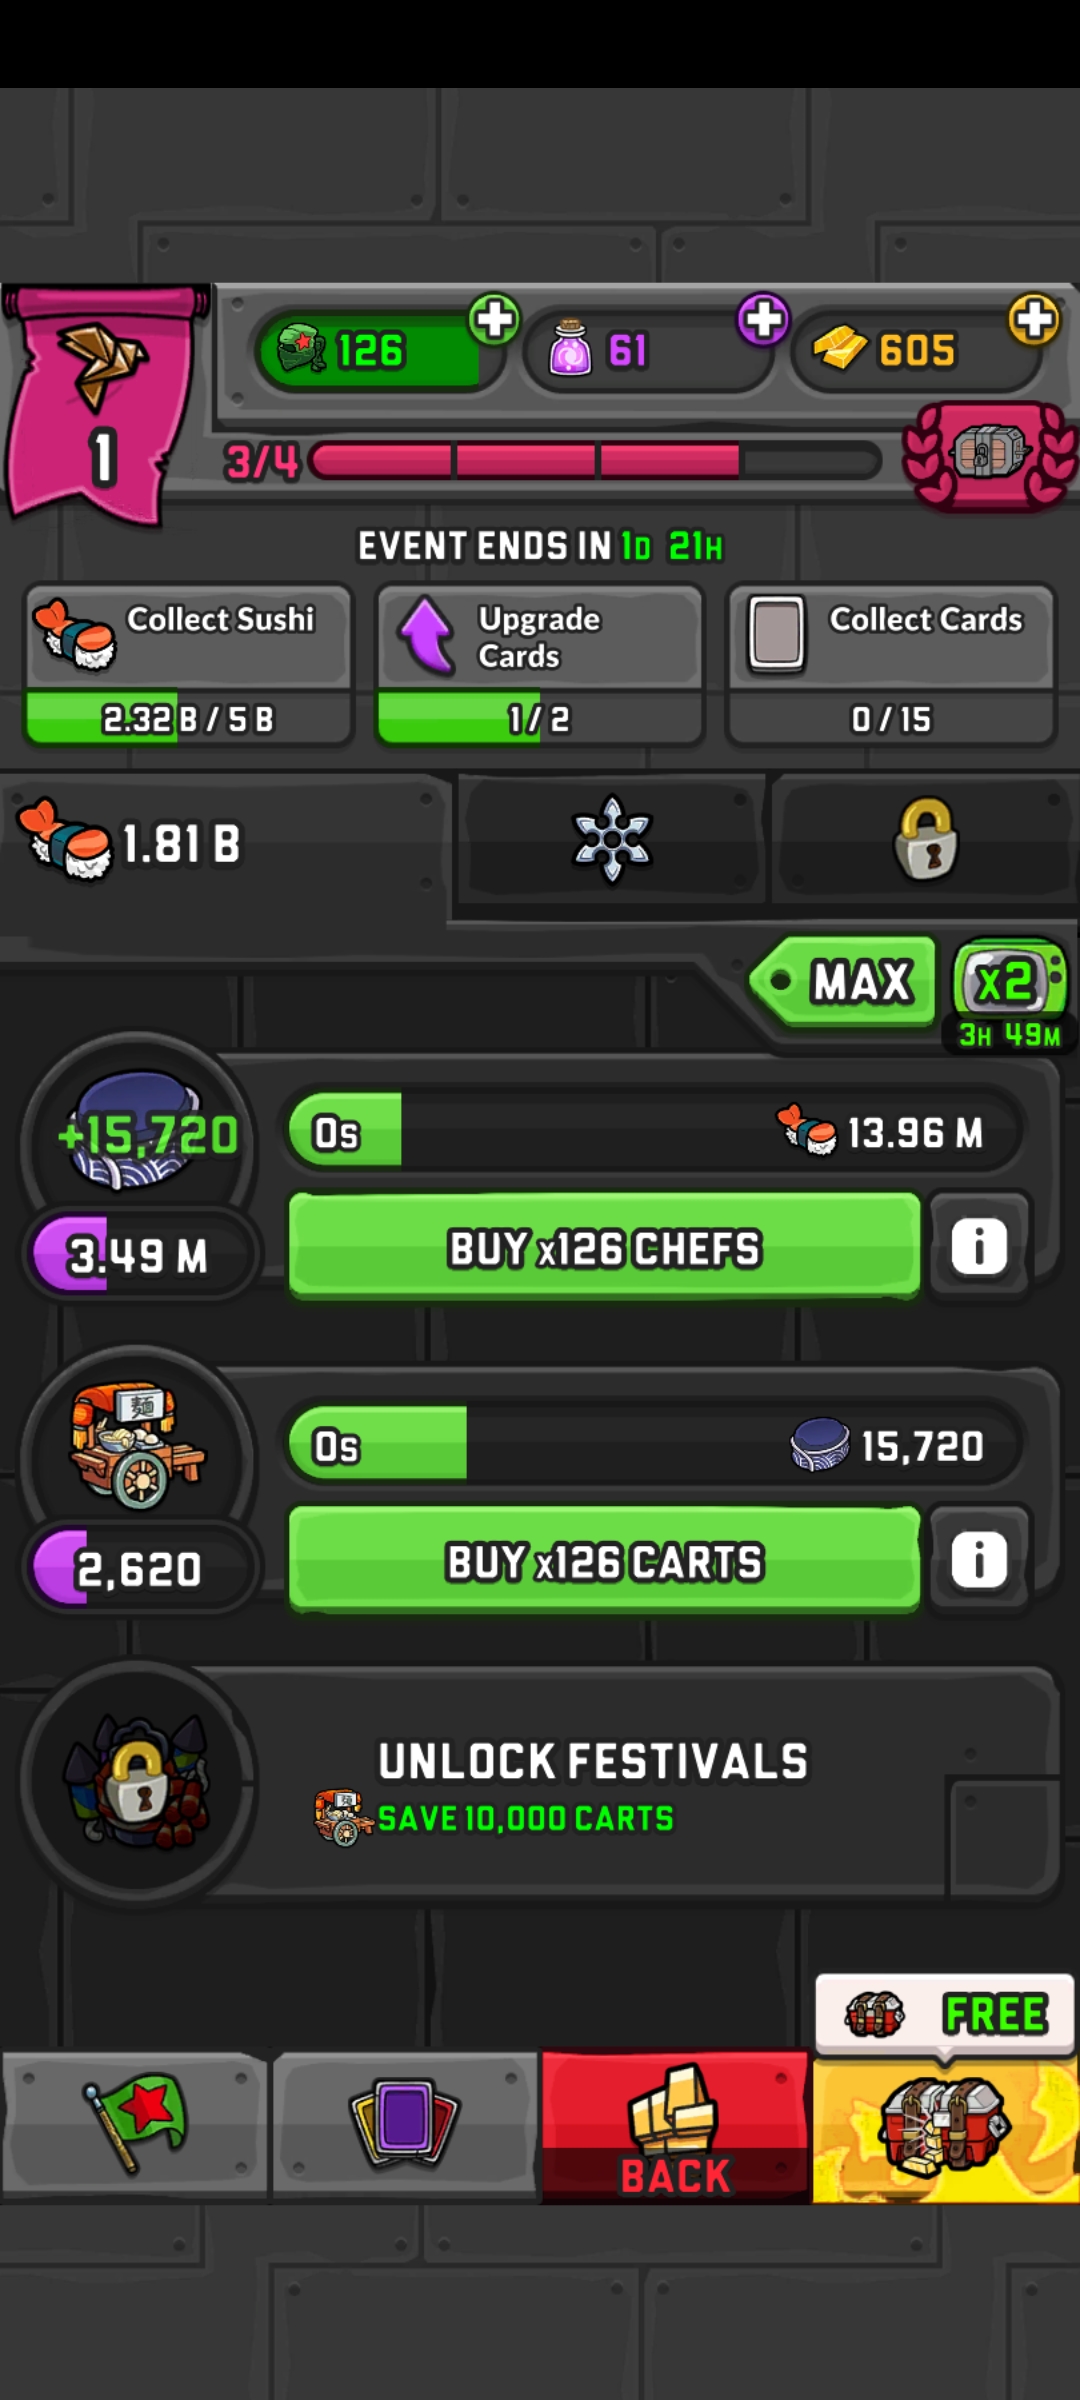 126
61
605
1
3/4
EVENT ENDS IN 1D 21H
Collect Sushi
2.32 B / 5 B
Upgrade
Cards
1 / 2
Collect Cards
0 / 15
1.81 B
MAX
x2
3H 49M
+15,720
0s
13.96 M
3.49 M
BUY x126 CHEFS
i
麺
0s
15,720
2,620
BUY x126 CARTS
i
UNLOCK FESTIVALS
SAVE 10,000 CARTS
FREE
BACK